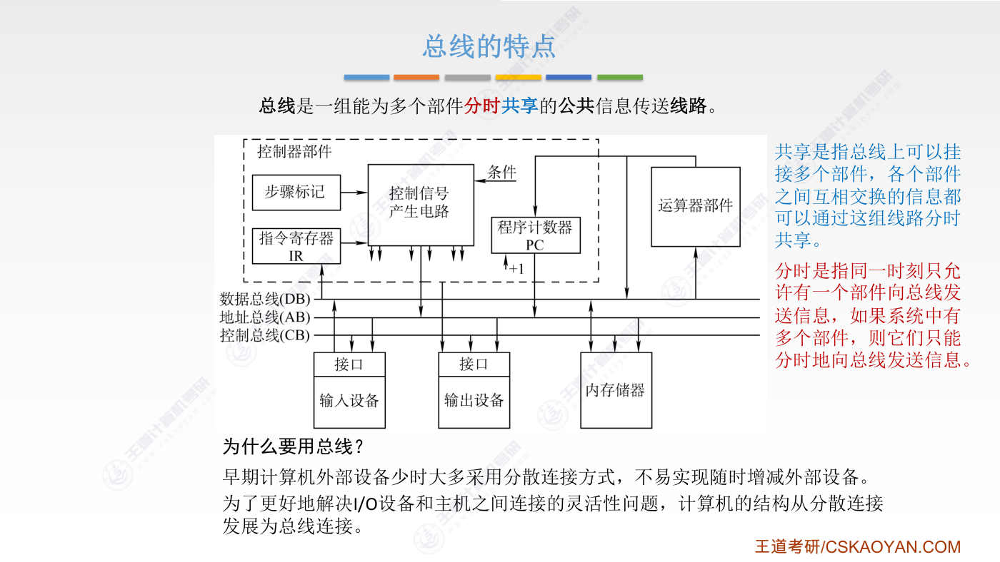 总线的特点
总线是一组能为多个部件分时共享的公共信息传送线路。
控制器部件
步骤标记
控制信号
产生电路
条件
指令寄存器
IR
程序计数器
PC
+1
运算器部件
数据总线(DB)
地址总线(AB)
控制总线(CB)
接口
输入设备
接口
输出设备
内存储器
共享是指总线上可以挂
接多个部件，各个部件
之间互相交换的信息都
可以通过这组线路分时
共享。
分时是指同一时刻只允
许有一个部件向总线发
送信息，如果系统中有
多个部件，则它们只能
分时地向总线发送信息。
为什么要用总线？
早期计算机外部设备少时大多采用分散连接方式，不易实现随时增减外部设备。
为了更好地解决I/O设备和主机之间连接的灵活性问题，计算机的结构从分散连接
发展为总线连接。
王道考研/CSKAOYAN.COM
王道计算机考研